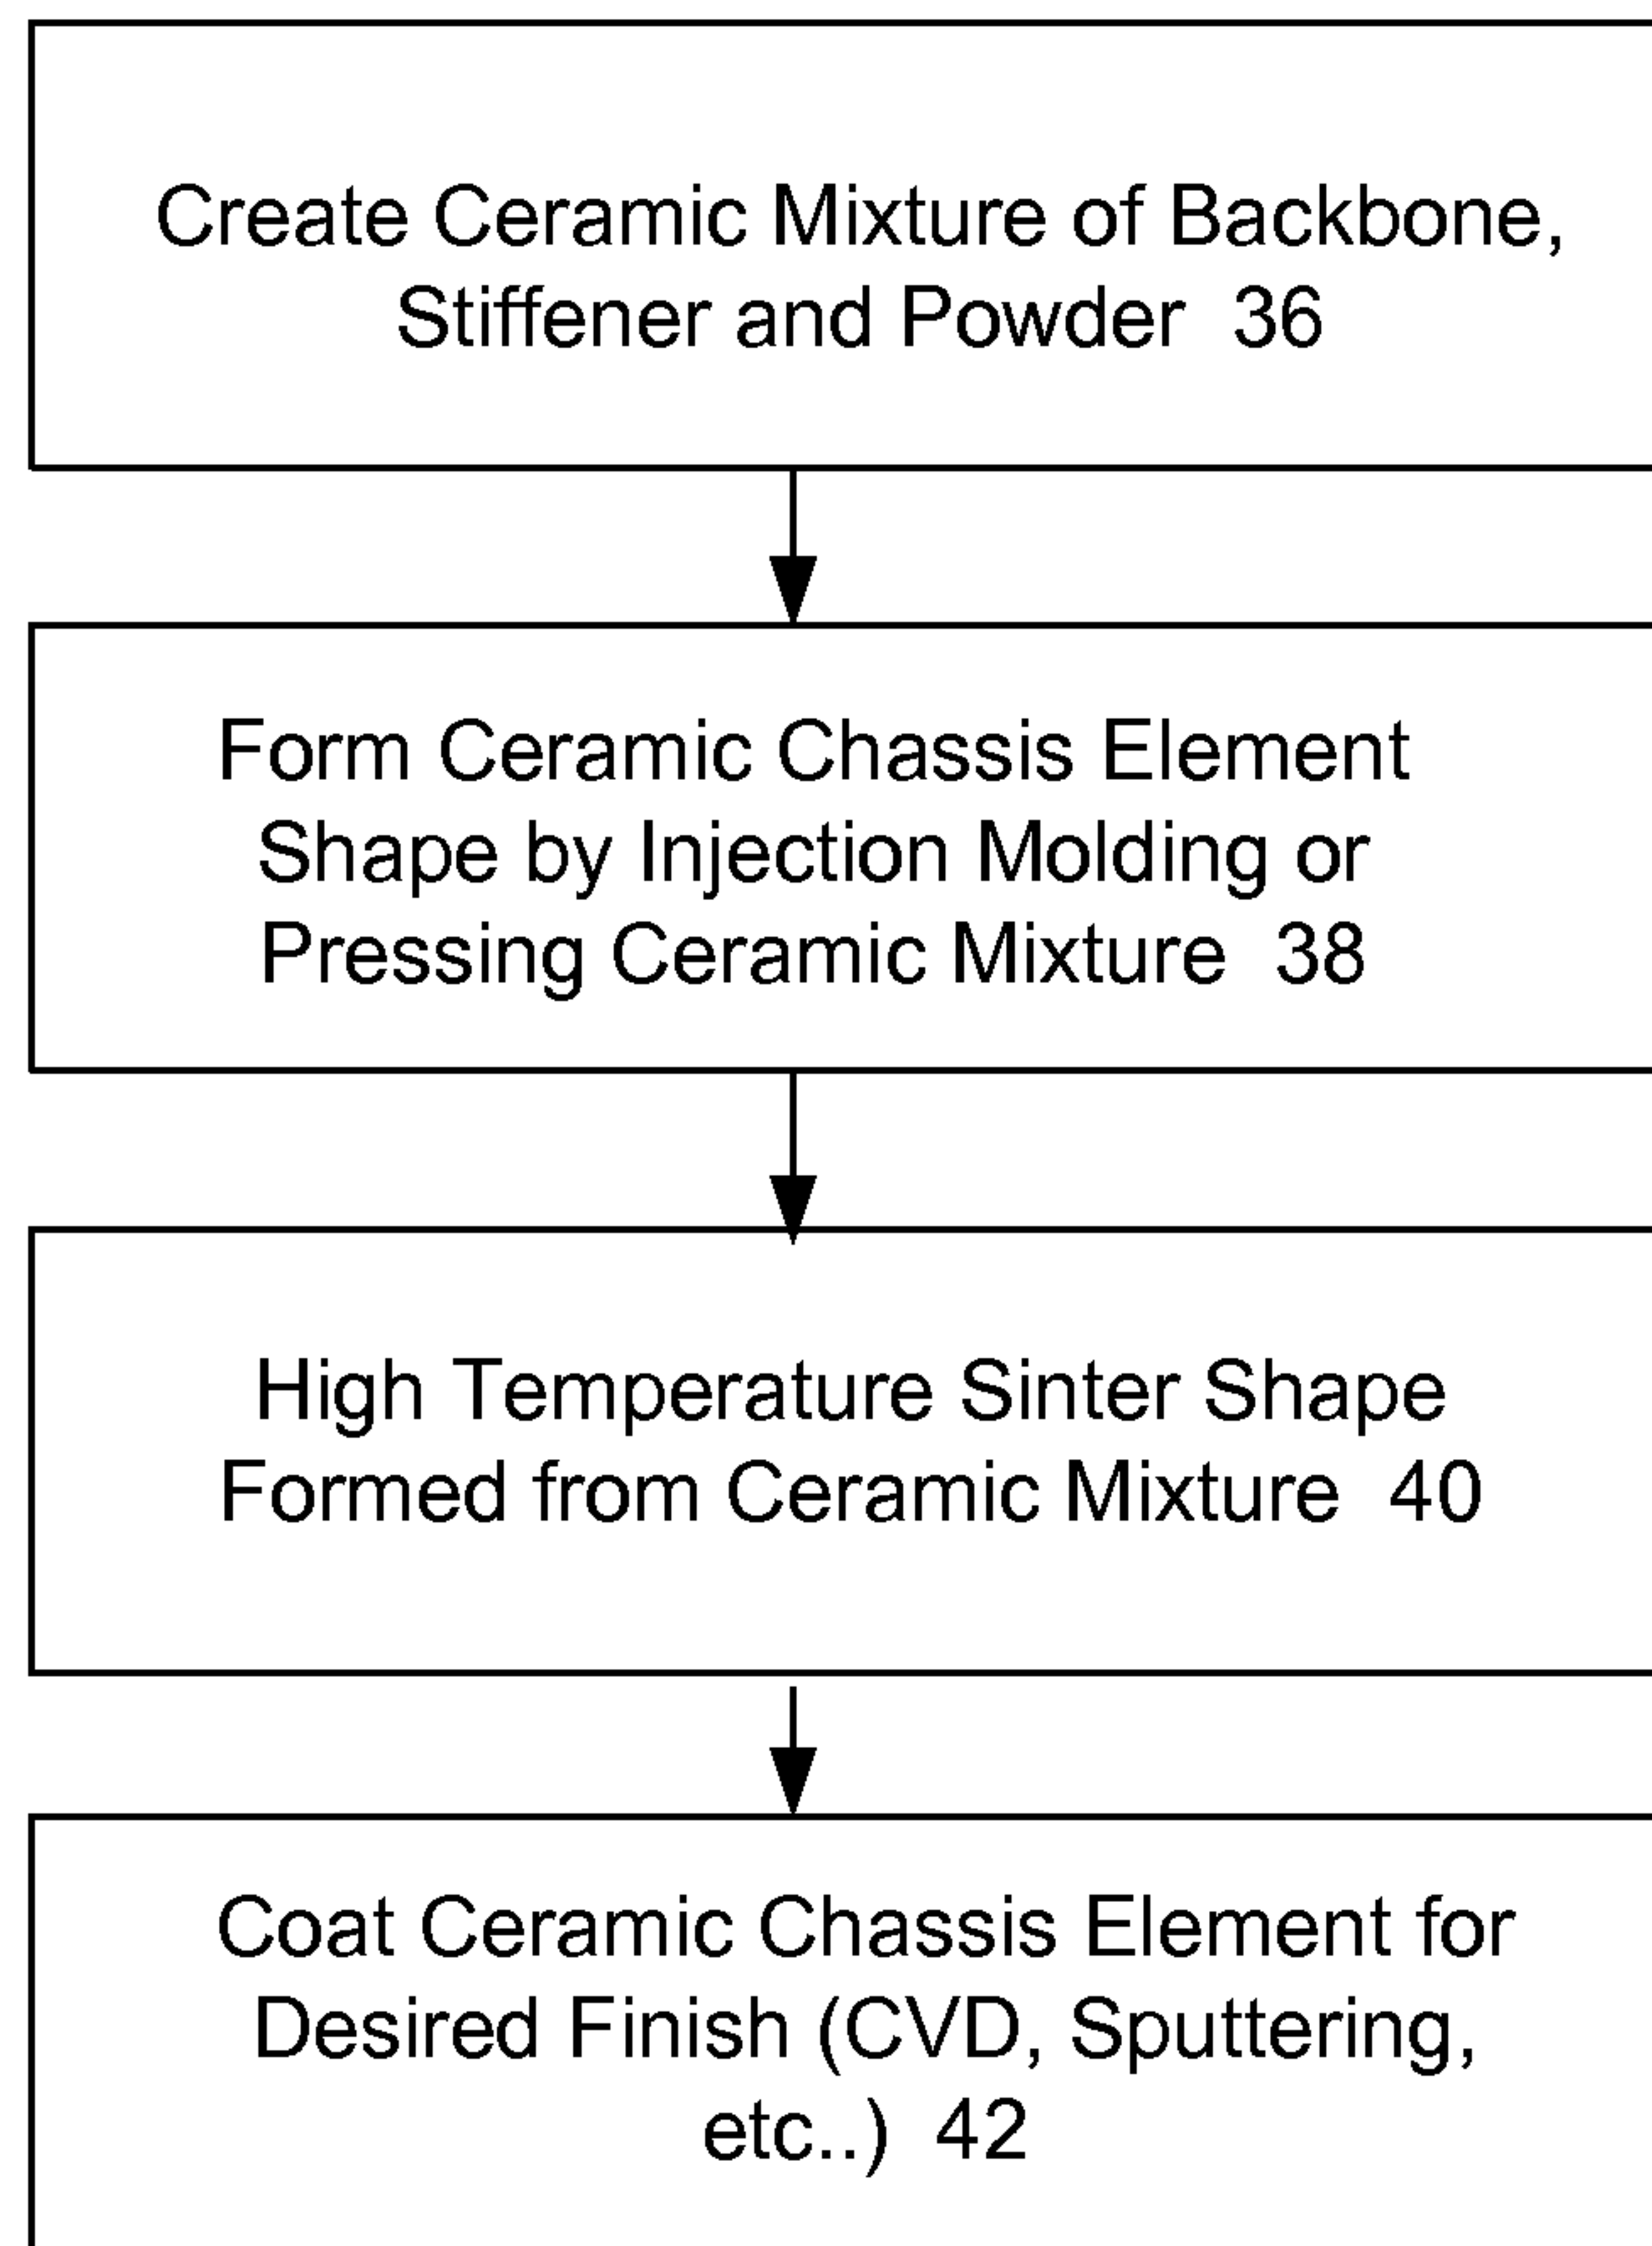 Create Ceramic Mixture of Backbone,
Stiffener and Powder 36
Form Ceramic Chassis Element
Shape by Injection Molding or
Pressing Ceramic Mixture 38
High Temperature Sinter Shape
Formed from Ceramic Mixture 40
Coat Ceramic Chassis Element for
Desired Finish (CVD, Sputtering,
etc..) 42